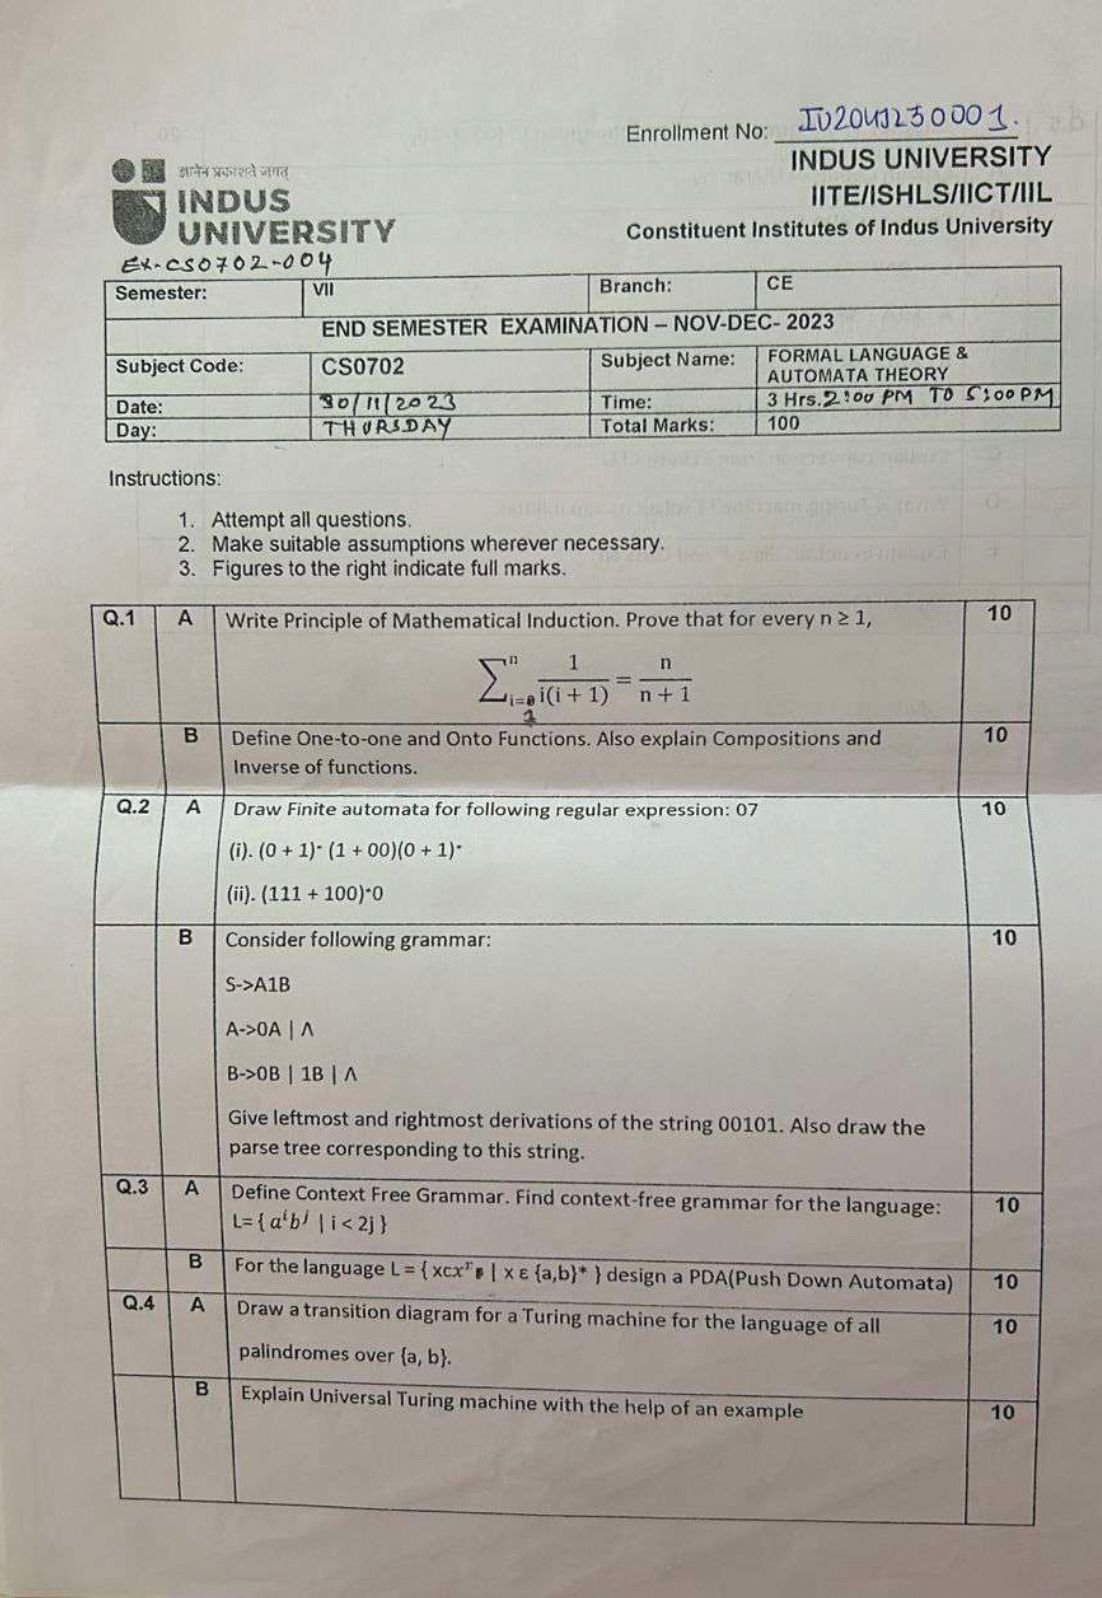 Enrollment No: IU2041230001.
INDUS UNIVERSITY
IITE/ISHLS/IICT/IIL
Constituent Institutes of Indus University
ज्ञानेन प्रकाशते जगत्
INDUS
UNIVERSITY
EX-CS0702-004
Semester: VII Branch: CE
END SEMESTER EXAMINATION – NOV-DEC- 2023
Subject Code: CS0702 Subject Name: FORMAL LANGUAGE &
AUTOMATA THEORY
Date: 30/11/2023 Time: 3 Hrs. 2:00 PM TO 5:00 PM
Day: THURSDAY Total Marks: 100
Instructions:
1. Attempt all questions.
2. Make suitable assumptions wherever necessary.
3. Figures to the right indicate full marks.
Q.1 A Write Principle of Mathematical Induction. Prove that for every n ≥ 1, 10
∑ⁿᵢ₌₁ 1/i(i + 1) = n/n + 1
B Define One-to-one and Onto Functions. Also explain Compositions and 10
Inverse of functions.
Q.2 A Draw Finite automata for following regular expression: 07 10
(i). (0 + 1)* (1 + 00)(0 + 1)*
(ii). (111 + 100)*0
B Consider following grammar: 10
S->A1B
A->0A | Λ
B->0B | 1B | Λ
Give leftmost and rightmost derivations of the string 00101. Also draw the
parse tree corresponding to this string.
Q.3 A Define Context Free Grammar. Find context-free grammar for the language: 10
L= { aⁱbʲ | i < 2j }
B For the language L = { xcxʳ | x ε {a,b}* } design a PDA(Push Down Automata) 10
Q.4 A Draw a transition diagram for a Turing machine for the language of all 10
palindromes over {a, b}.
B Explain Universal Turing machine with the help of an example 10